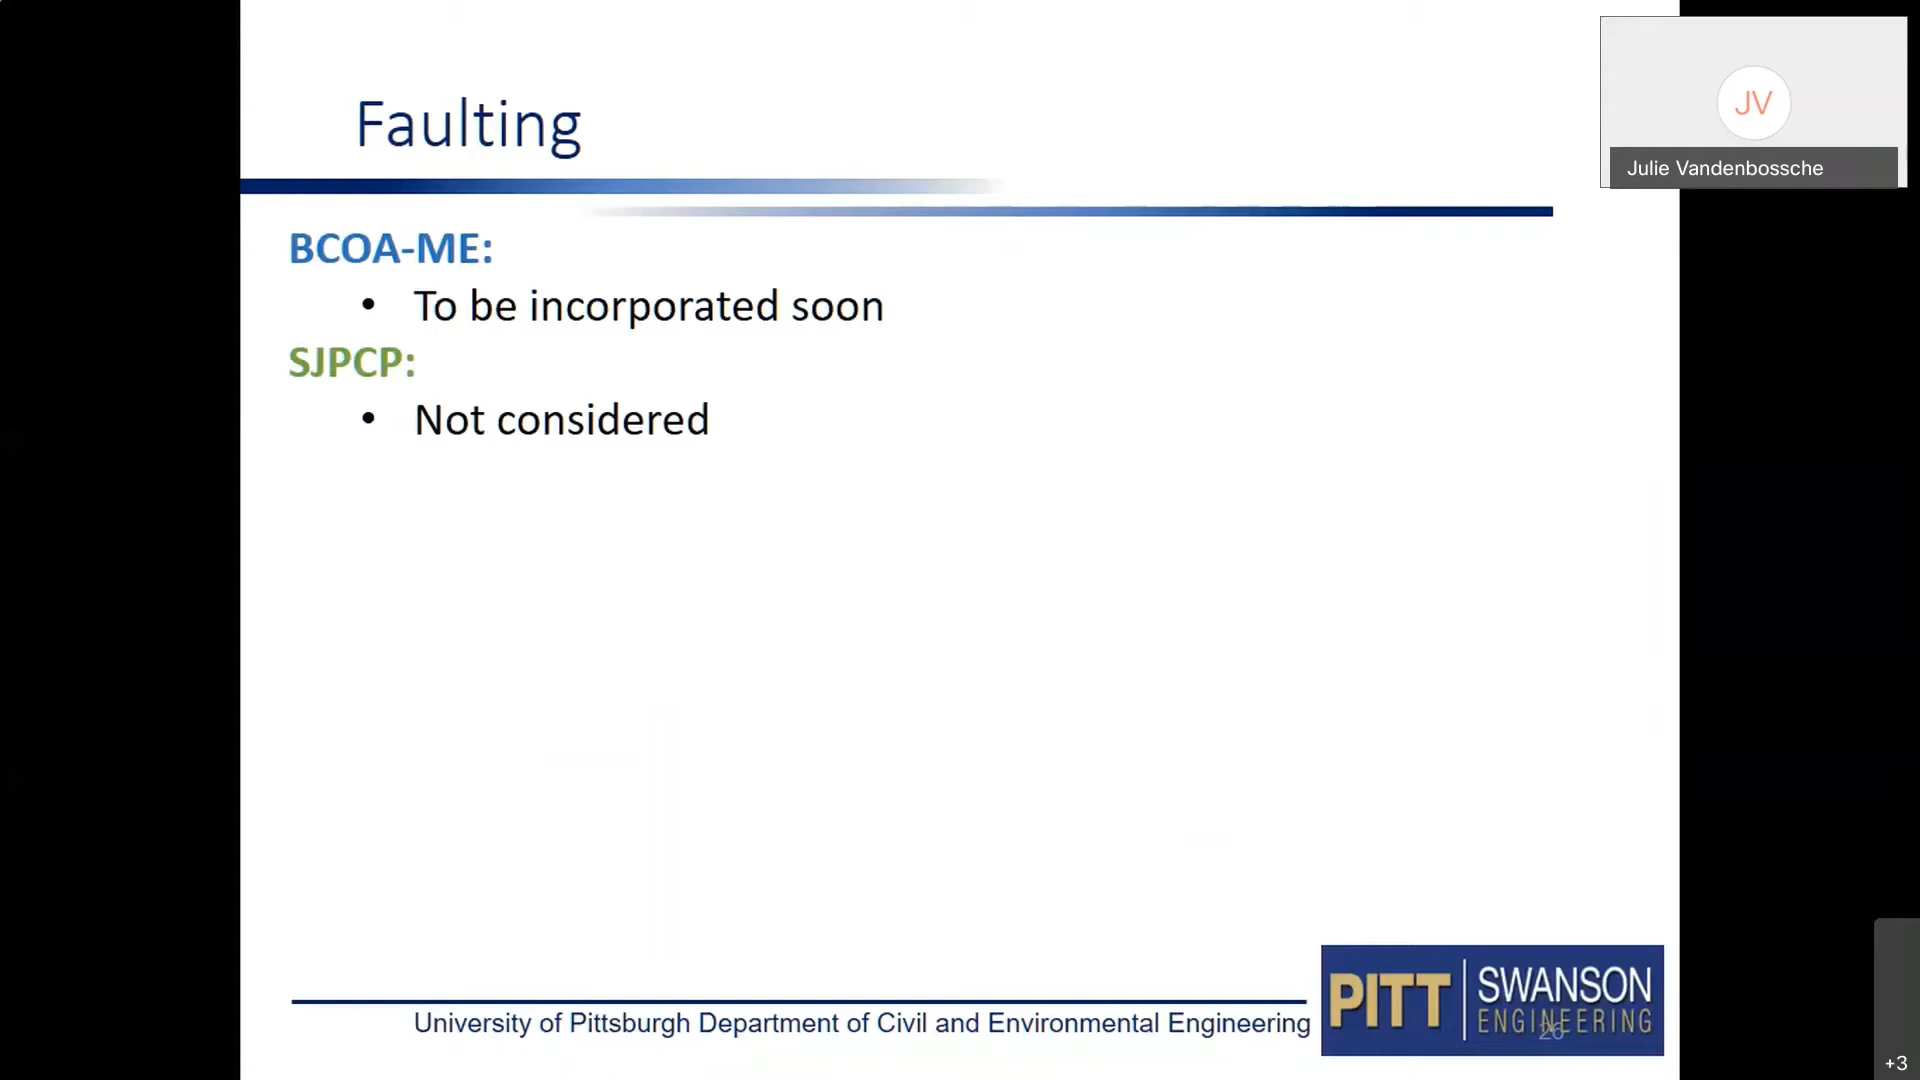 Faulting
JV
Julie Vandenbossche
BCOA-ME:
• To be incorporated soon
SJPCP:
• Not considered
University of Pittsburgh Department of Civil and Environmental Engineering
PITT
SWANSON
ENGINEERING
26
+3